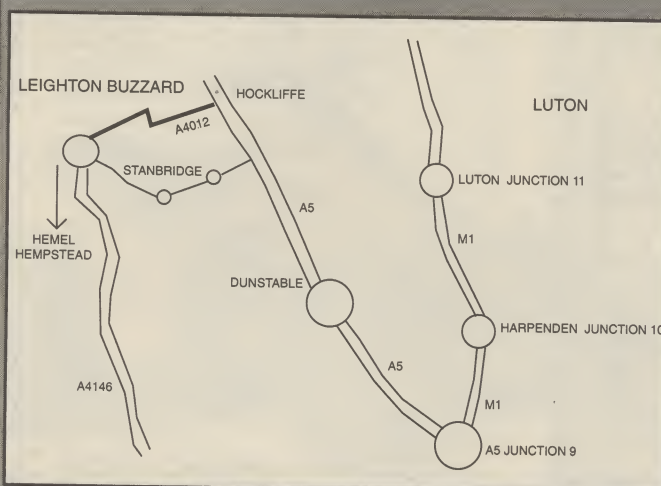 LEIGHTON BUZZARD
HOCKLIFFE
LUTON
A4012
STANBRIDGE
LUTON JUNCTION 11
A5
M1
HEMEL
HEMPSTEAD
DUNSTABLE
HARPENDEN JUNCTION 10
A5
A4146
M1
A5 JUNCTION 9